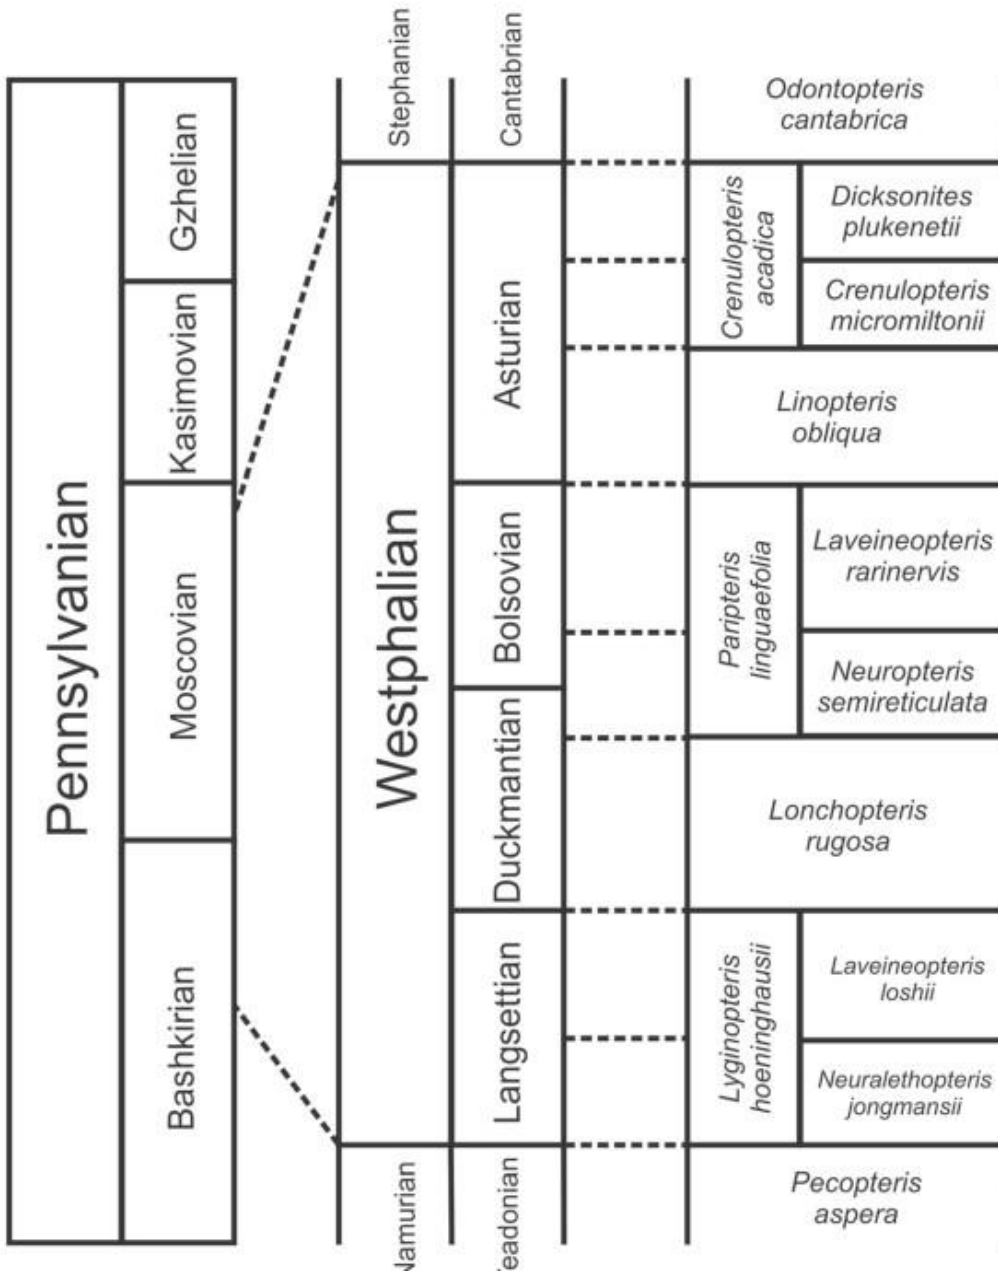 Pennsylvanian
Gzhelian
Kasimovian
Moscovian
Bashkirian
Stephanian
Westphalian
Namurian
Cantabrian
Asturian
Bolsovian
Duckmantian
Langsettian
Yeadonian
Odontopteris
cantabrica
Crenulopteris
acadica
Dicksonites
plukenetii
Crenulopteris
micromiltonii
Linopteris
obliqua
Paripteris
linguaefolia
Laveineopteris
rarinervis
Neuropteris
semireticulata
Lonchopteris
rugosa
Lyginopteris
hoeninghausii
Laveineopteris
loshii
Neuralethopteris
jongmansii
Pecopteris
aspera